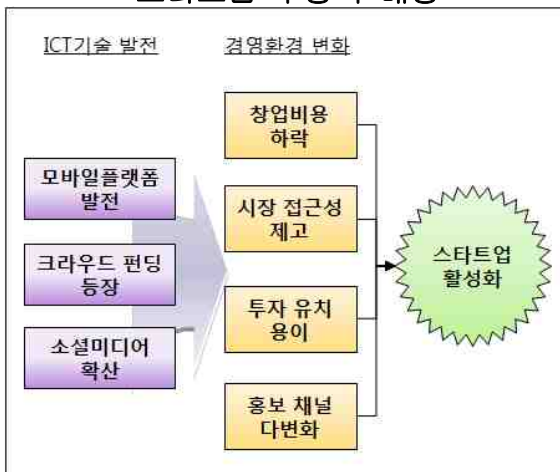 ICT기술 발전
경영환경 변화
모바일플랫폼
발전
크라우드 펀딩
등장
소셜미디어
확산
창업비용
하락
시장 접근성
제고
투자 유치
용이
홍보 채널
다변화
스타트업
활성화